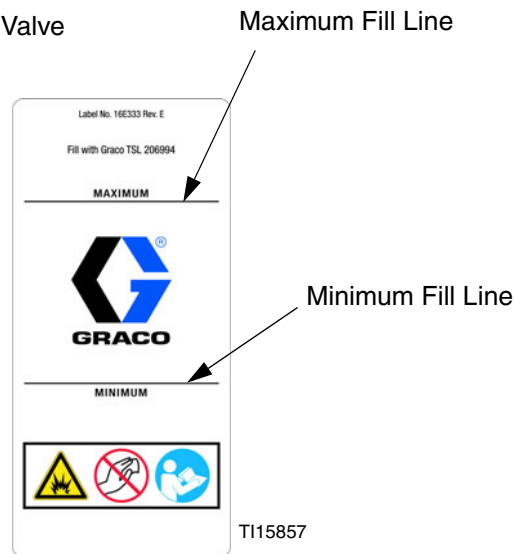 Valve
Maximum Fill Line
Label No. 16E333 Rev. E
Fill with Graco TSL 206994
MAXIMUM
®
GRACO
Minimum Fill Line
MINIMUM
TI15857